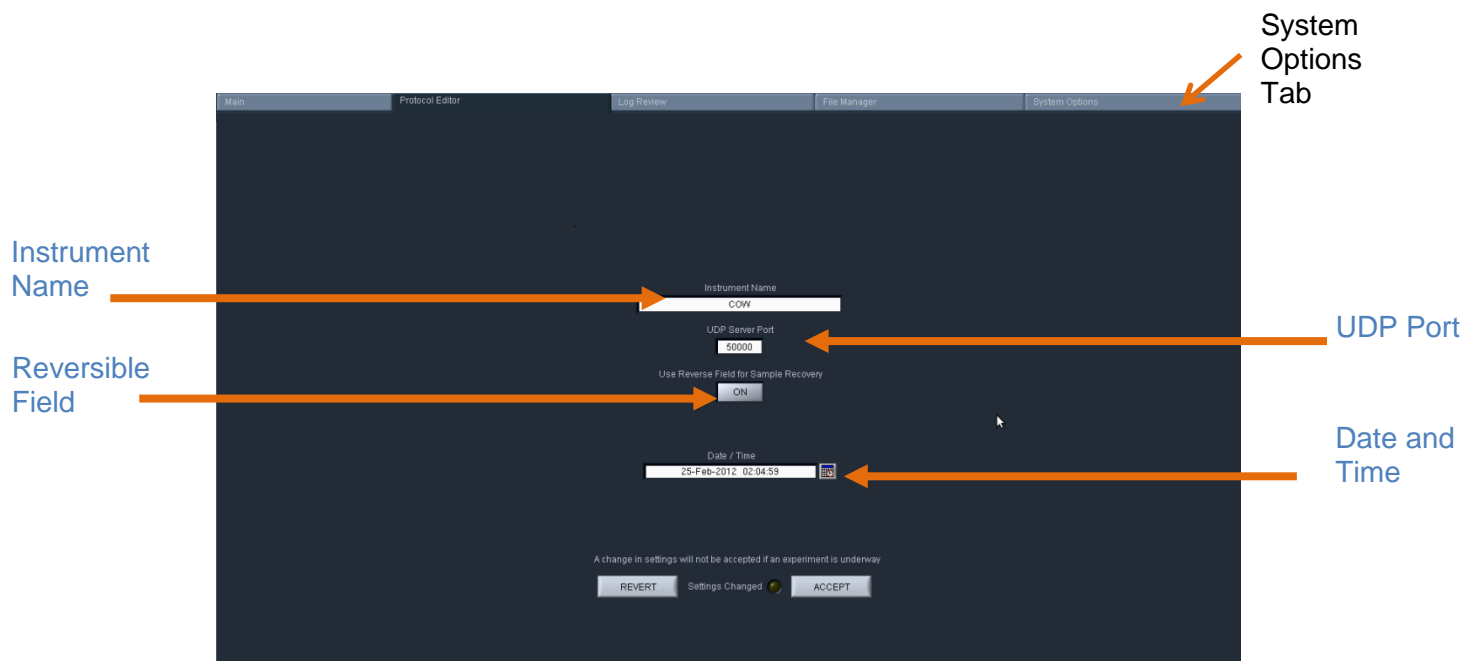 System
Options
Tab
Main Protocol Editor Log Review File Manager System Options
Instrument
Name
Instrument Name
COW
UDP Server Port
50000
UDP Port
Reversible
Field
Use Reverse Field for Sample Recovery
ON
Date and
Time
Date / Time
25-Feb-2012 02:04:59
A change in settings will not be accepted if an experiment is underway
REVERT Settings Changed ACCEPT